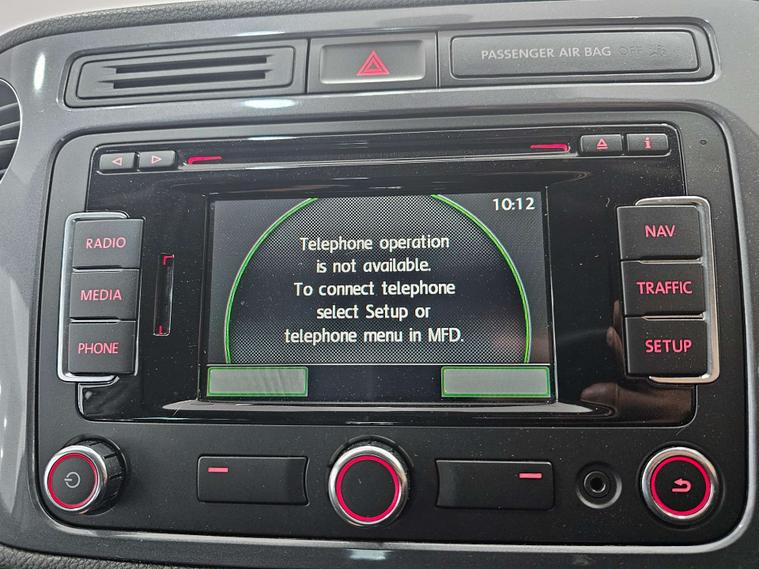 PASSENGER AIR BAG OFF
10:12
RADIO
MEDIA
PHONE
Telephone operation
is not available.
To connect telephone
select Setup or
telephone menu in MFD.
NAV
TRAFFIC
SETUP